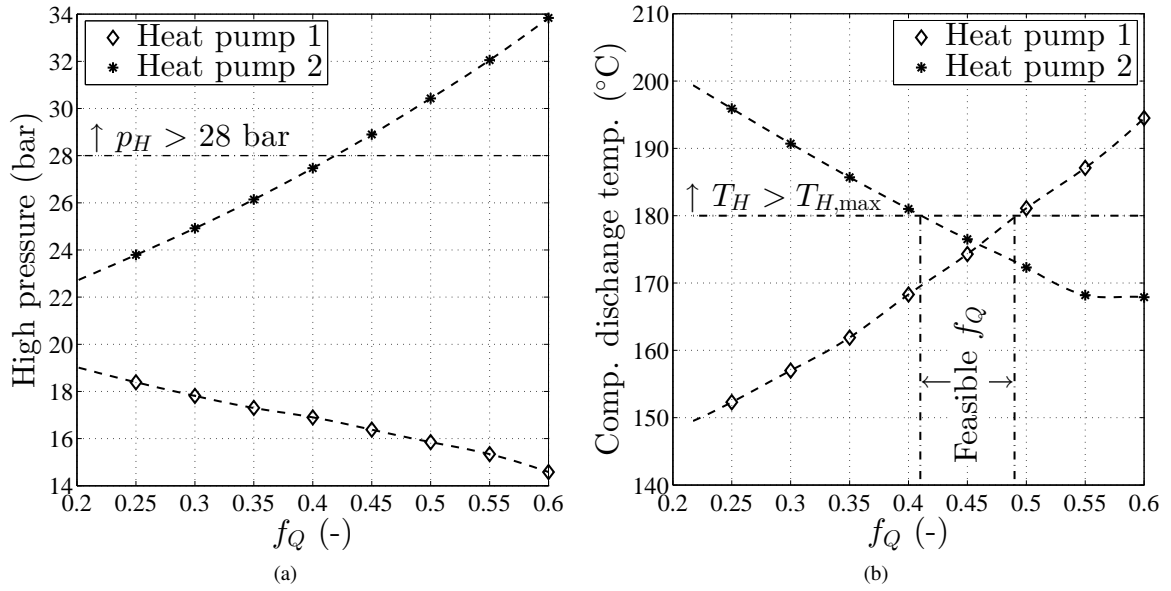 34
32
30
28
26
24
22
20
18
16
14
High pressure (bar)
Heat pump 1
Heat pump 2
↑ p_H > 28 bar
0.2 0.25 0.3 0.35 0.4 0.45 0.5 0.55 0.6
f_Q (-)
(a)
210
200
190
180
170
160
150
140
Comp. dischange temp. (°C)
Heat pump 1
Heat pump 2
↑ T_H > T_H,max
Feasible f_Q
0.2 0.25 0.3 0.35 0.4 0.45 0.5 0.55 0.6
f_Q (-)
(b)